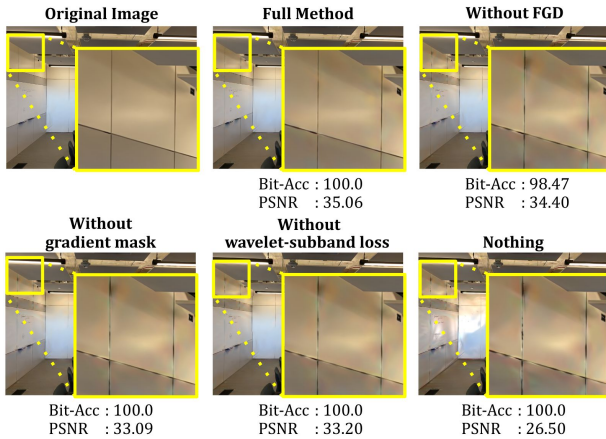 Original Image
Full Method
Without FGD
Bit-Acc : 100.0
PSNR : 35.06
Bit-Acc : 98.47
PSNR : 34.40
Without
gradient mask
Without
wavelet-subband loss
Nothing
Bit-Acc : 100.0
PSNR : 33.09
Bit-Acc : 100.0
PSNR : 33.20
Bit-Acc : 100.0
PSNR : 26.50